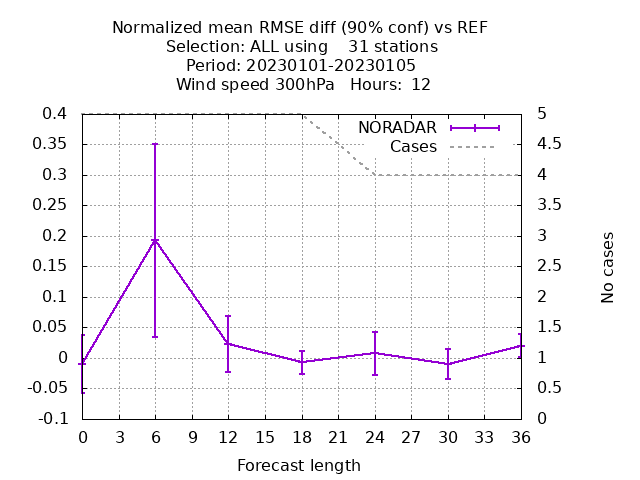 Normalized mean RMSE diff (90% conf) vs REF
Selection: ALL using    31 stations
Period: 20230101-20230105
Wind speed 300hPa   Hours:  12
NORADAR
Cases
0.4
0.35
0.3
0.25
0.2
0.15
0.1
0.05
0
-0.05
-0.1
5
4.5
4
3.5
3
2.5
2
1.5
1
0.5
0
No cases
0 3 6 9 12 15 18 21 24 27 30 33 36
Forecast length